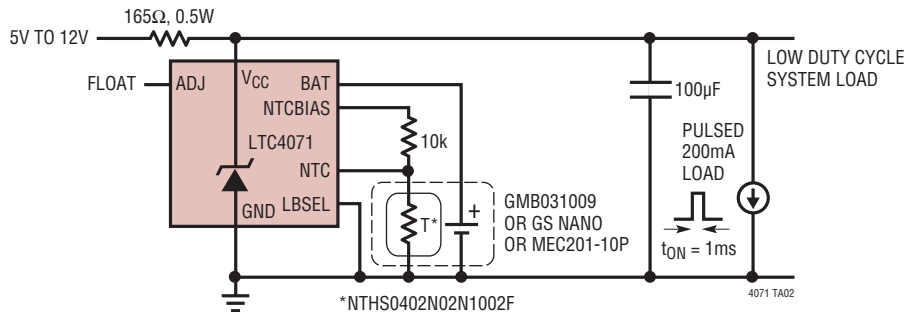 165Ω, 0.5W
5V TO 12V
FLOAT
ADJ
VCC
BAT
NTCBIAS
LTC4071
NTC
GND
LBSEL
10k
T*
+
GMB031009
OR GS NANO
OR MEC201-10P
100µF
LOW DUTY CYCLE
SYSTEM LOAD
PULSED
200mA
LOAD
tON = 1ms
4071 TA02
*NTHS0402N02N1002F